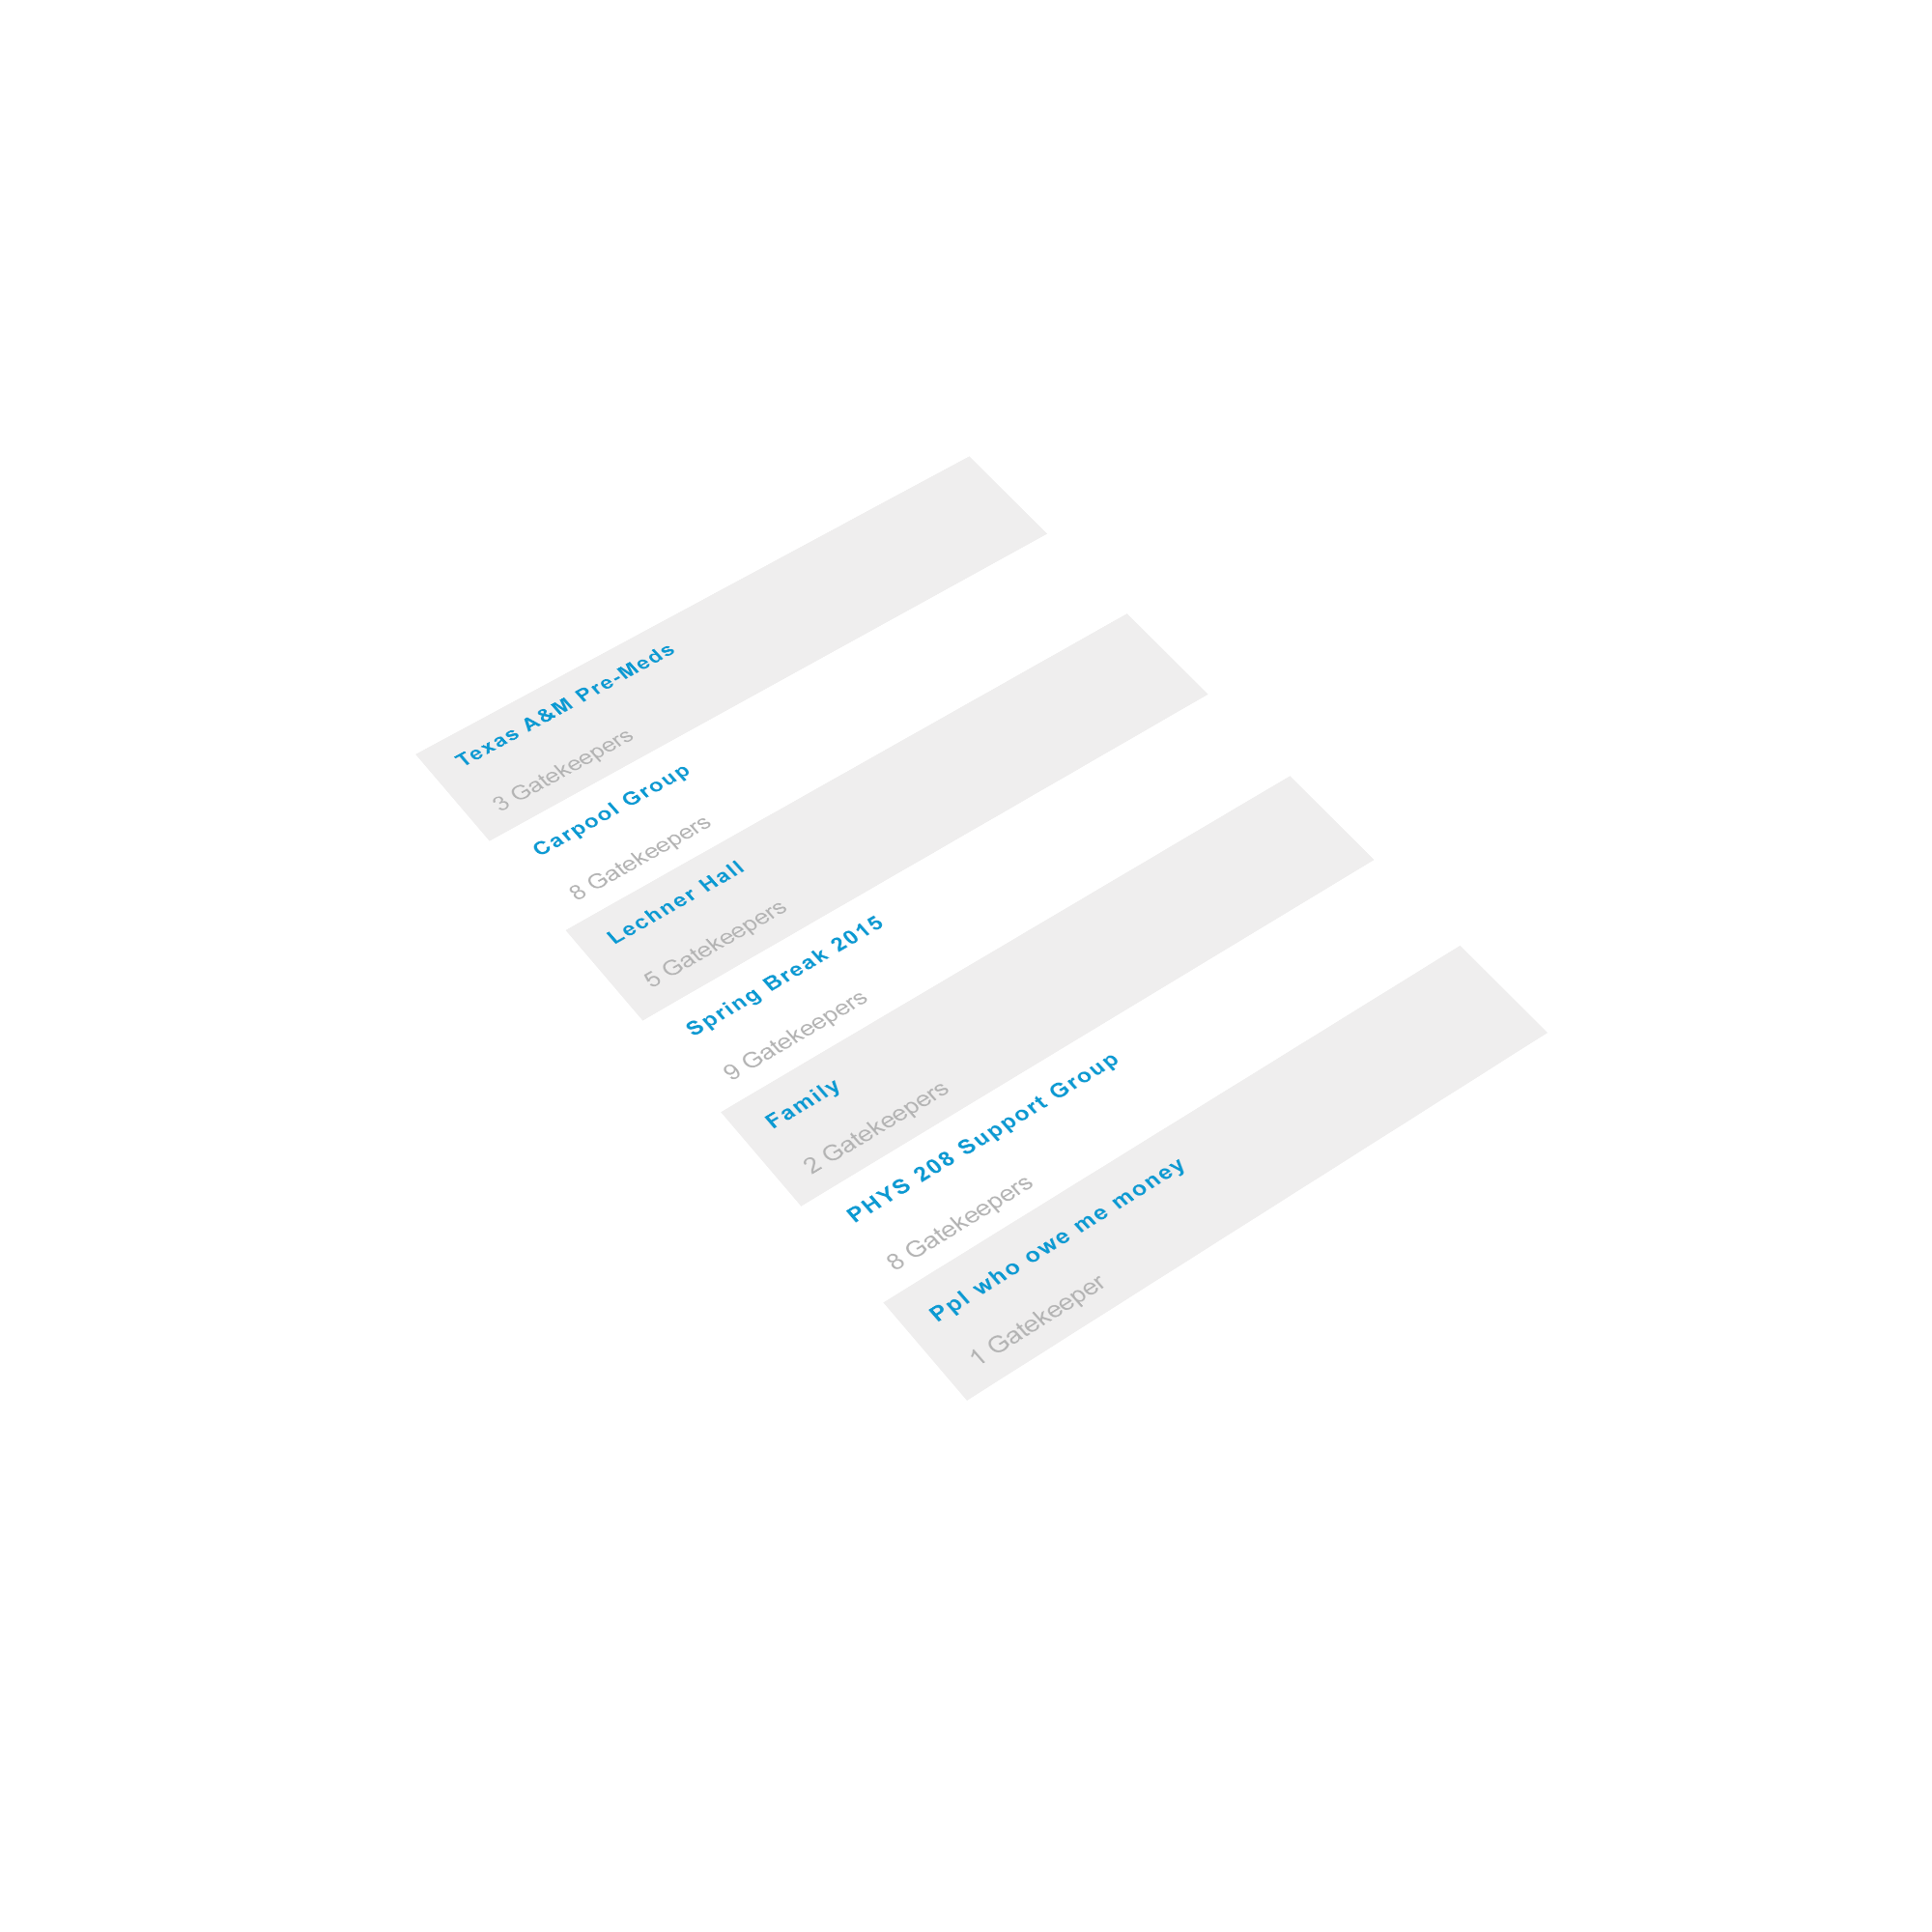 Texas A&M Pre-Meds
3 Gatekeepers
Carpool Group
8 Gatekeepers
Lechner Hall
5 Gatekeepers
Spring Break 2015
9 Gatekeepers
Family
2 Gatekeepers
PHYS 208 Support Group
8 Gatekeepers
Ppl who owe me money
1 Gatekeeper